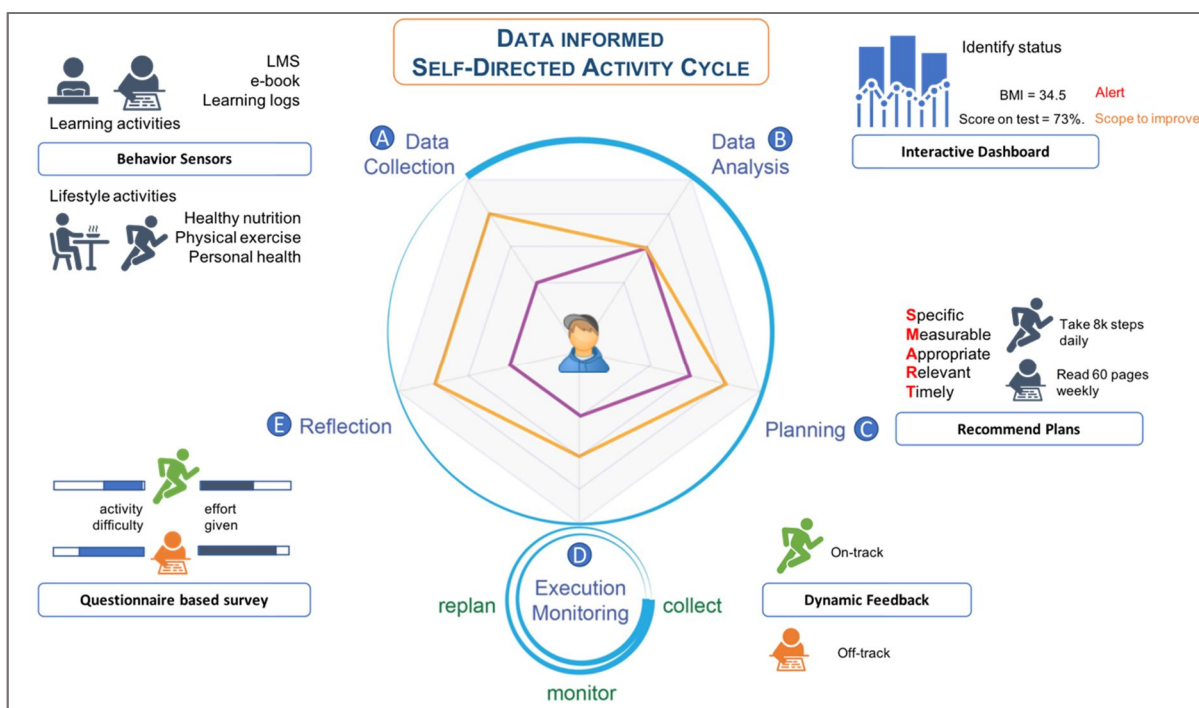 DATA INFORMED
SELF-DIRECTED ACTIVITY CYCLE
LMS
e-book
Learning logs
Learning activities
Behavior Sensors
Lifestyle activities
Healthy nutrition
Physical exercise
Personal health
A Data
Collection
Data B
Analysis
Identify status
BMI = 34.5 Alert
Score on test = 73%. Scope to improve
Interactive Dashboard
Specific
Measurable
Appropriate
Relevant
Timely
Take 8k steps
daily
Read 60 pages
weekly
Planning C
Recommend Plans
D
Execution
Monitoring
replan
collect
monitor
On-track
Dynamic Feedback
Off-track
E Reflection
activity
difficulty
effort
given
Questionnaire based survey